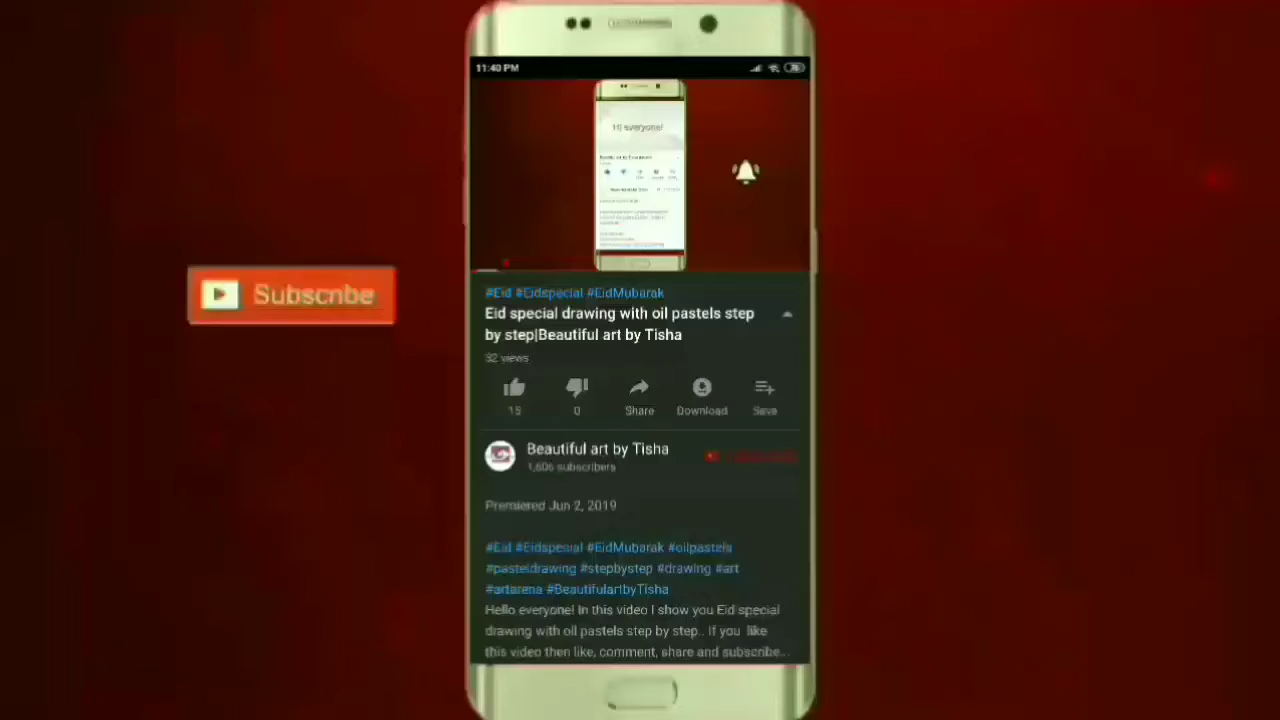 11:40 PM
Hi everyone!
Subscribe
#Eid #Eidspecial #EidMubarak
Eid special drawing with oil pastels step
by step|Beautiful art by Tisha
32 views
15
0
Share
Download
Save
Beautiful art by Tisha
1,606 subscribers
Premiered Jun 2, 2019
#Eid #Eidspecial #EidMubarak #oilpastels
#pasteldrawing #stepbystep #drawing #art
#artarena #BeautifulartbyTisha
Hello everyone! In this video I show you Eid special
drawing with oil pastels step by step.. If you like
this video then like, comment, share and subscribe...